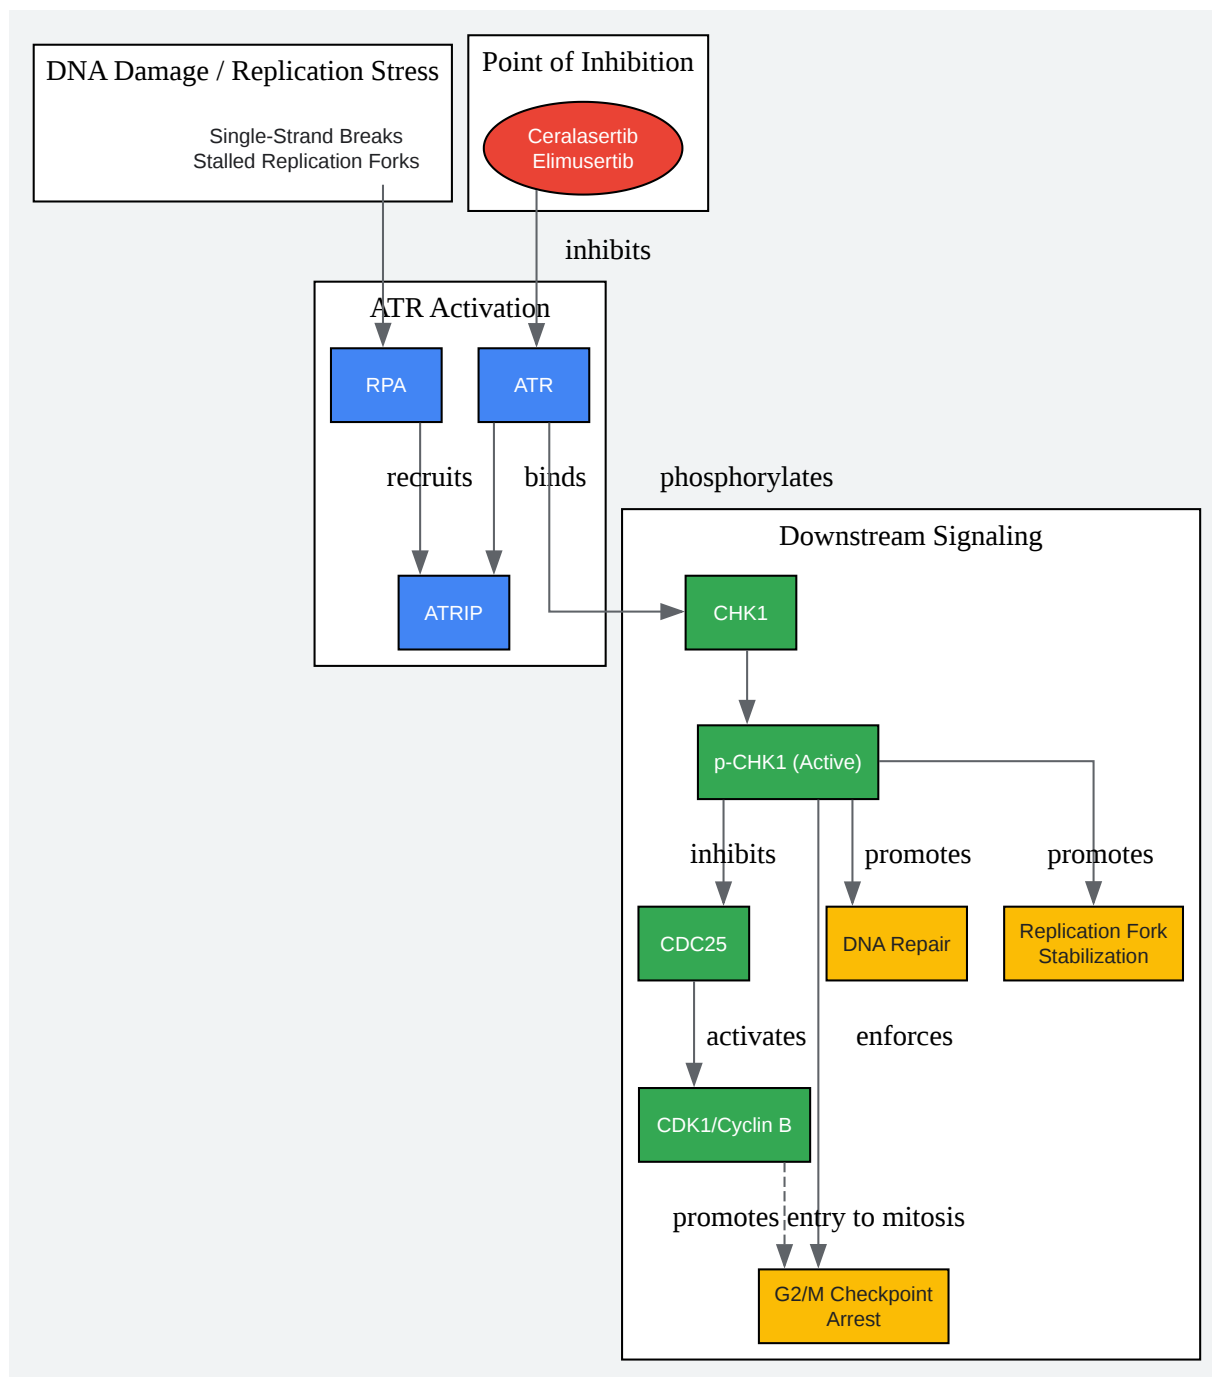 DNA Damage / Replication Stress
Single-Strand Breaks
Stalled Replication Forks
Point of Inhibition
Ceralasertib
Elimusertib
inhibits
ATR Activation
RPA
ATR
recruits
binds
phosphorylates
ATRIP
Downstream Signaling
CHK1
p-CHK1 (Active)
inhibits
promotes
promotes
CDC25
DNA Repair
Replication Fork
Stabilization
activates
enforces
CDK1/Cyclin B
promotes entry to mitosis
G2/M Checkpoint
Arrest